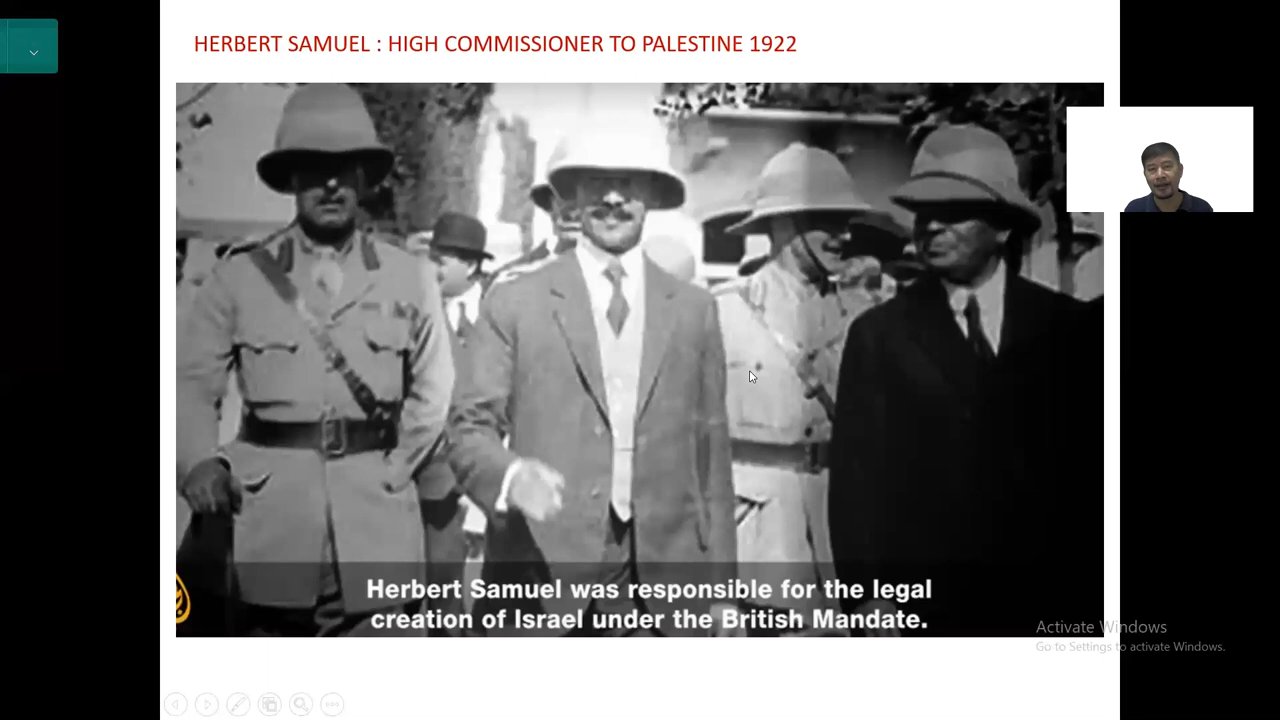 HERBERT SAMUEL : HIGH COMMISSIONER TO PALESTINE 1922
Herbert Samuel was responsible for the legal
creation of Israel under the British Mandate.
Activate Windows
Go to Settings to activate Windows.